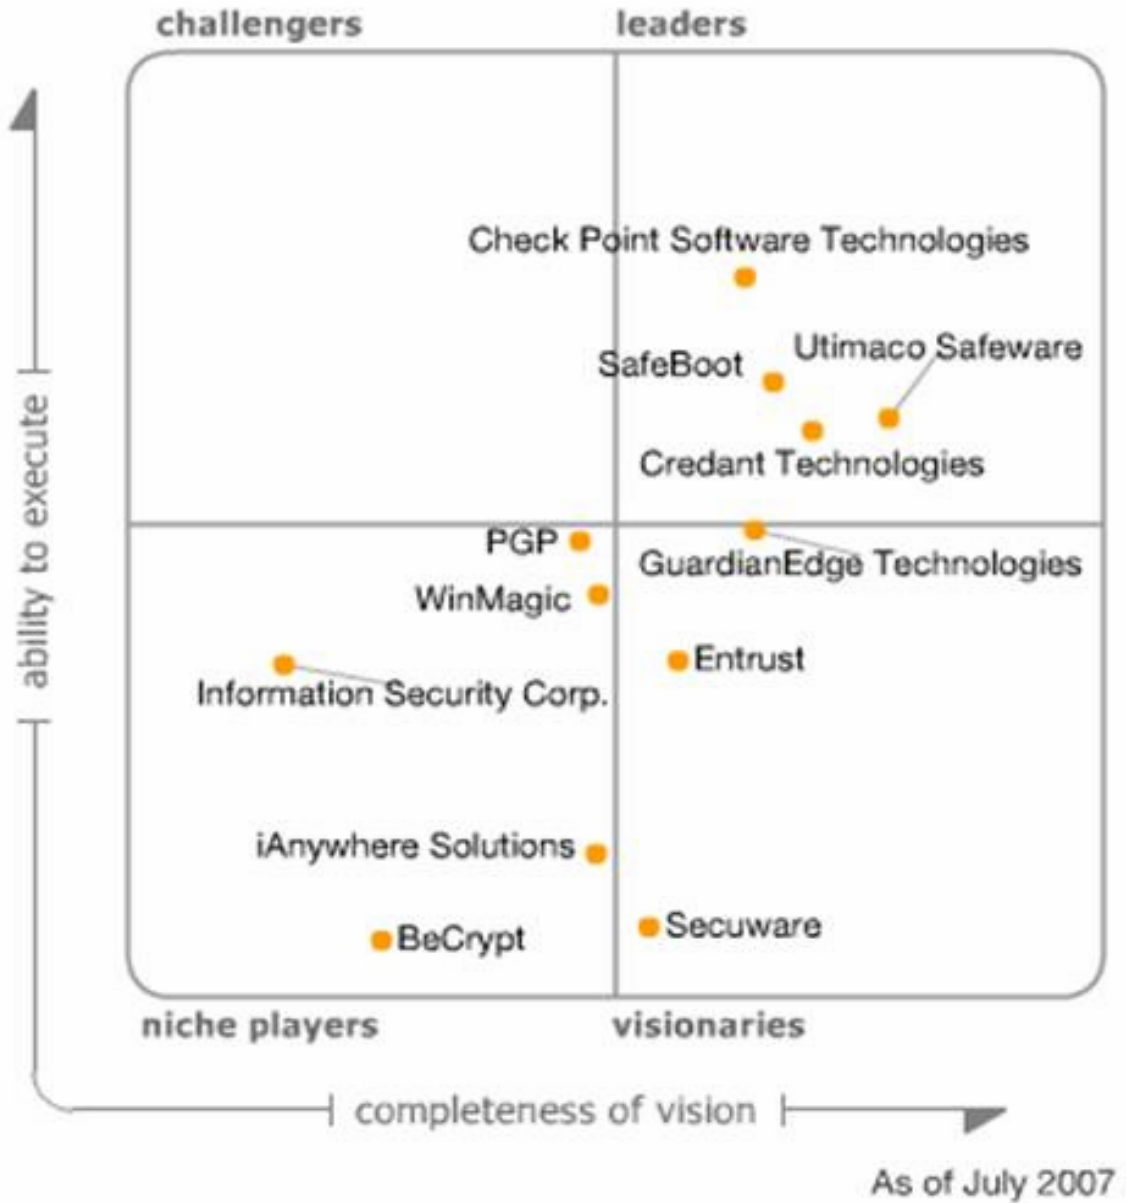 challengers
leaders
Check Point Software Technologies
Utimaco Safeware
SafeBoot
Credant Technologies
ability to execute
PGP
GuardianEdge Technologies
WinMagic
Entrust
Information Security Corp.
iAnywhere Solutions
Secuware
BeCrypt
niche players
visionaries
completeness of vision
As of July 2007